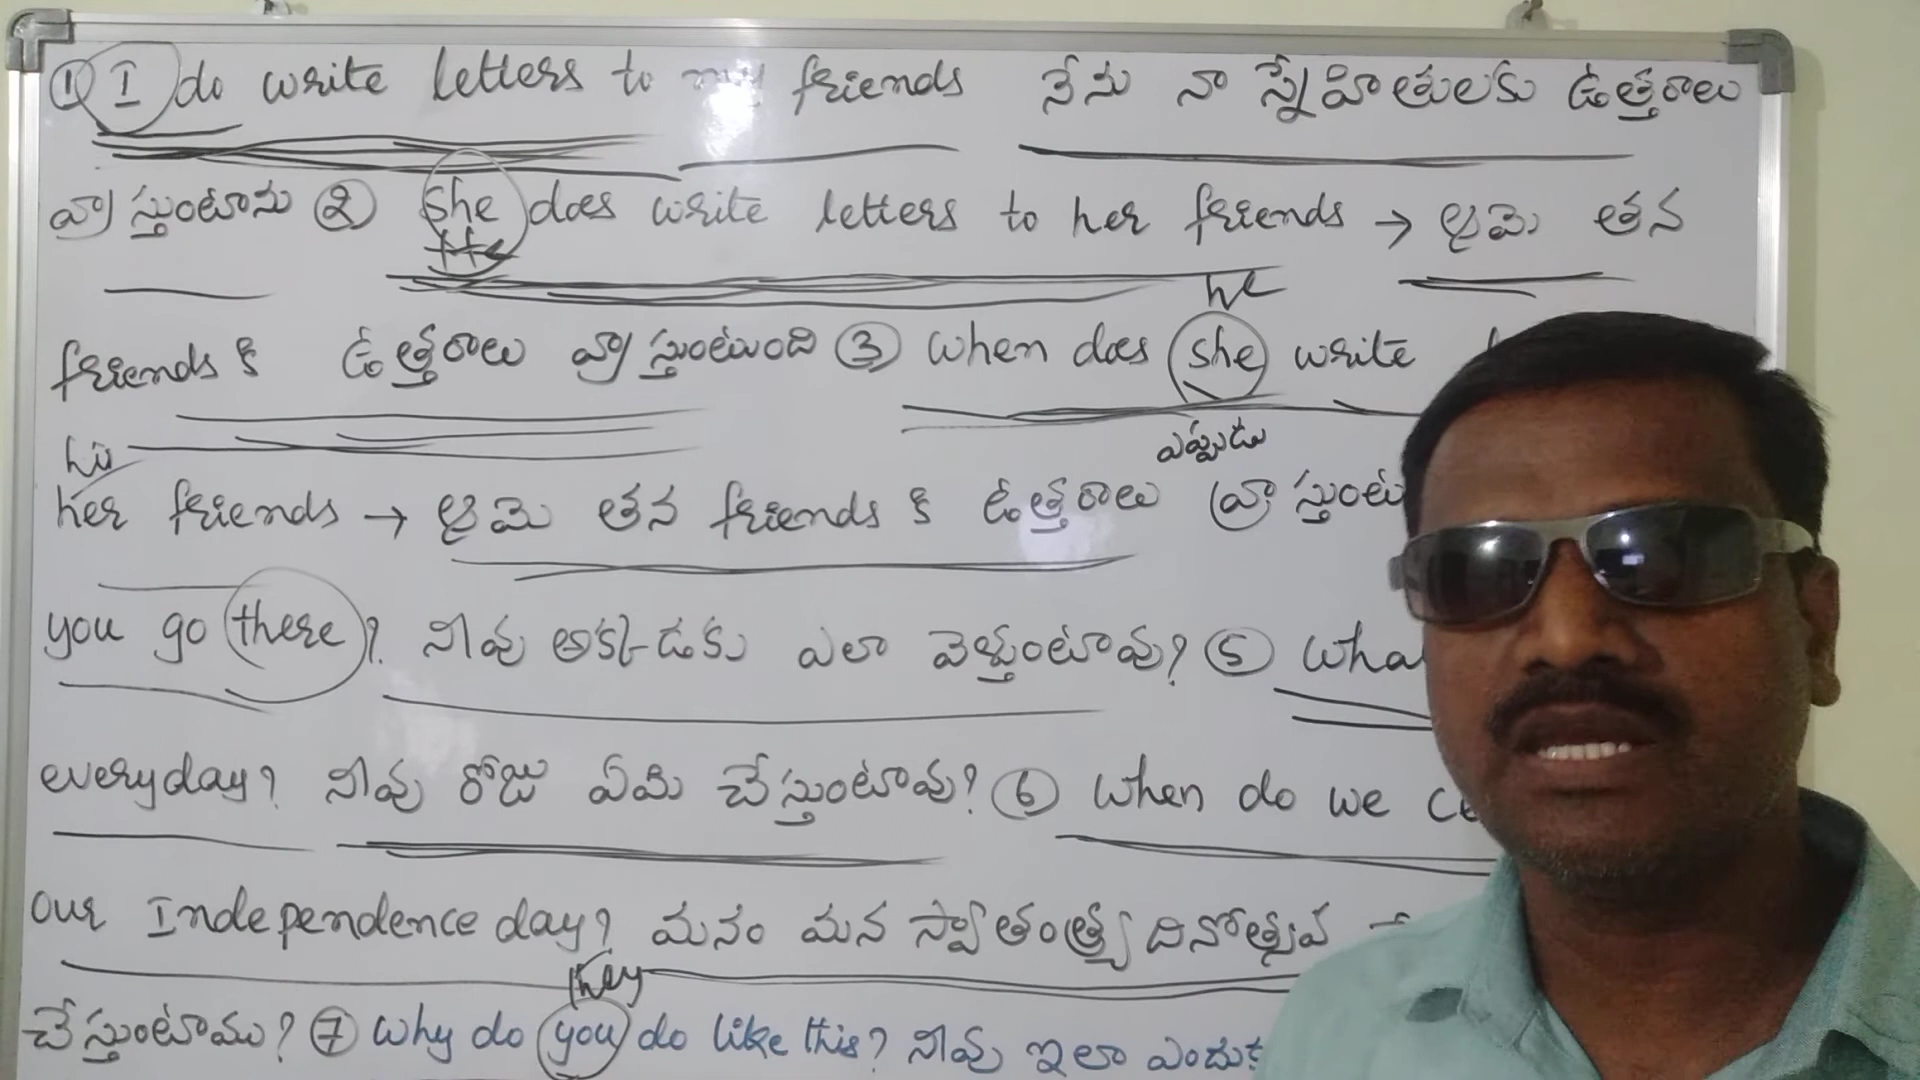 ① I do write letters to my friends నేను నా స్నేహితులకు ఉత్తరాలు
వ్రాస్తుంటాను ② she does write letters to her friends → ఆమె తన
he
friends కి ఉత్తరాలు వ్రాస్తుంటుంది ③ when does she write
ఎప్పుడు
his
her friends → ఆమె తన friends కి ఉత్తరాలు వ్రాస్తుంటు
you go there? నీవు అక్కడకు ఎలా వెళ్తుంటావు? ⑤ wha
everyday? నీవు రోజు ఏమి చేస్తుంటావు? ⑥ when do we ce
our Independence day? మనం మన స్వాతంత్ర్య దినోత్సవ
they
చేస్తుంటాము? ⑦ why do you do like this? నీవు ఇలా ఎందుక